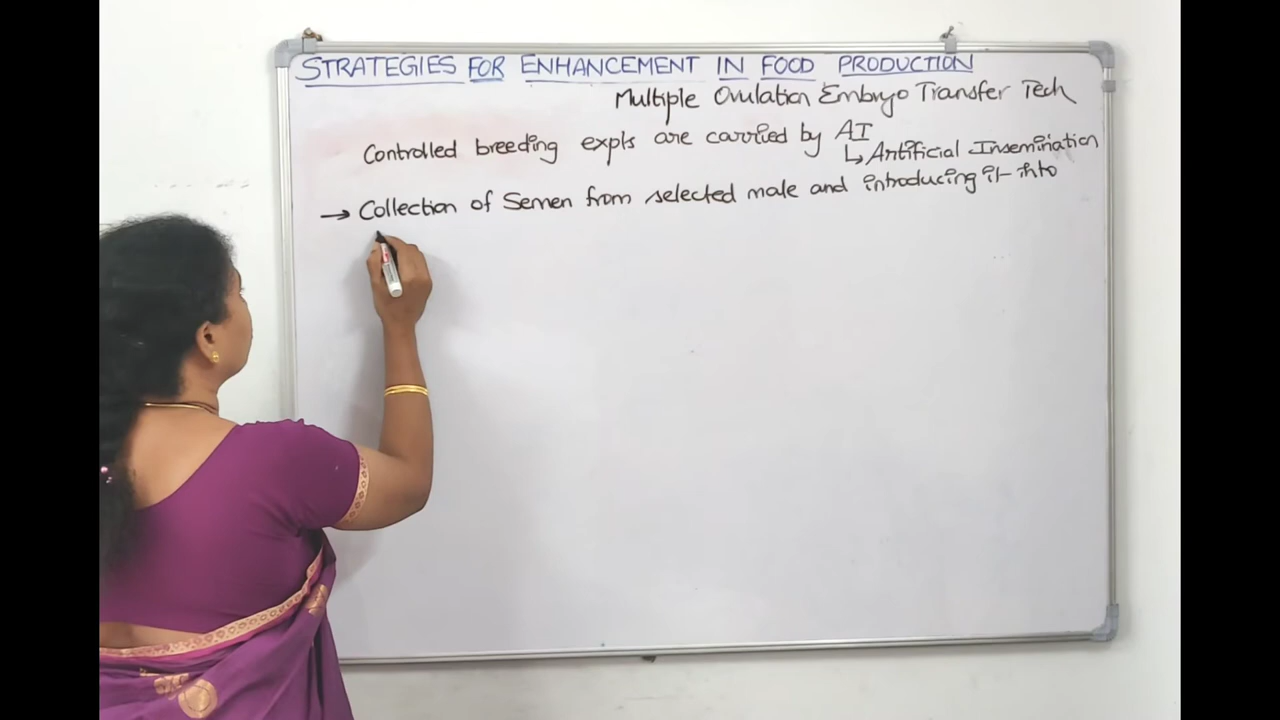 STRATEGIES FOR ENHANCEMENT IN FOOD PRODUCTION
Multiple Ovulation Embryo Transfer Tech
Controlled breeding expts are carried by AI
↳ Artificial Insemination
→ Collection of Semen from selected male and introducing it into